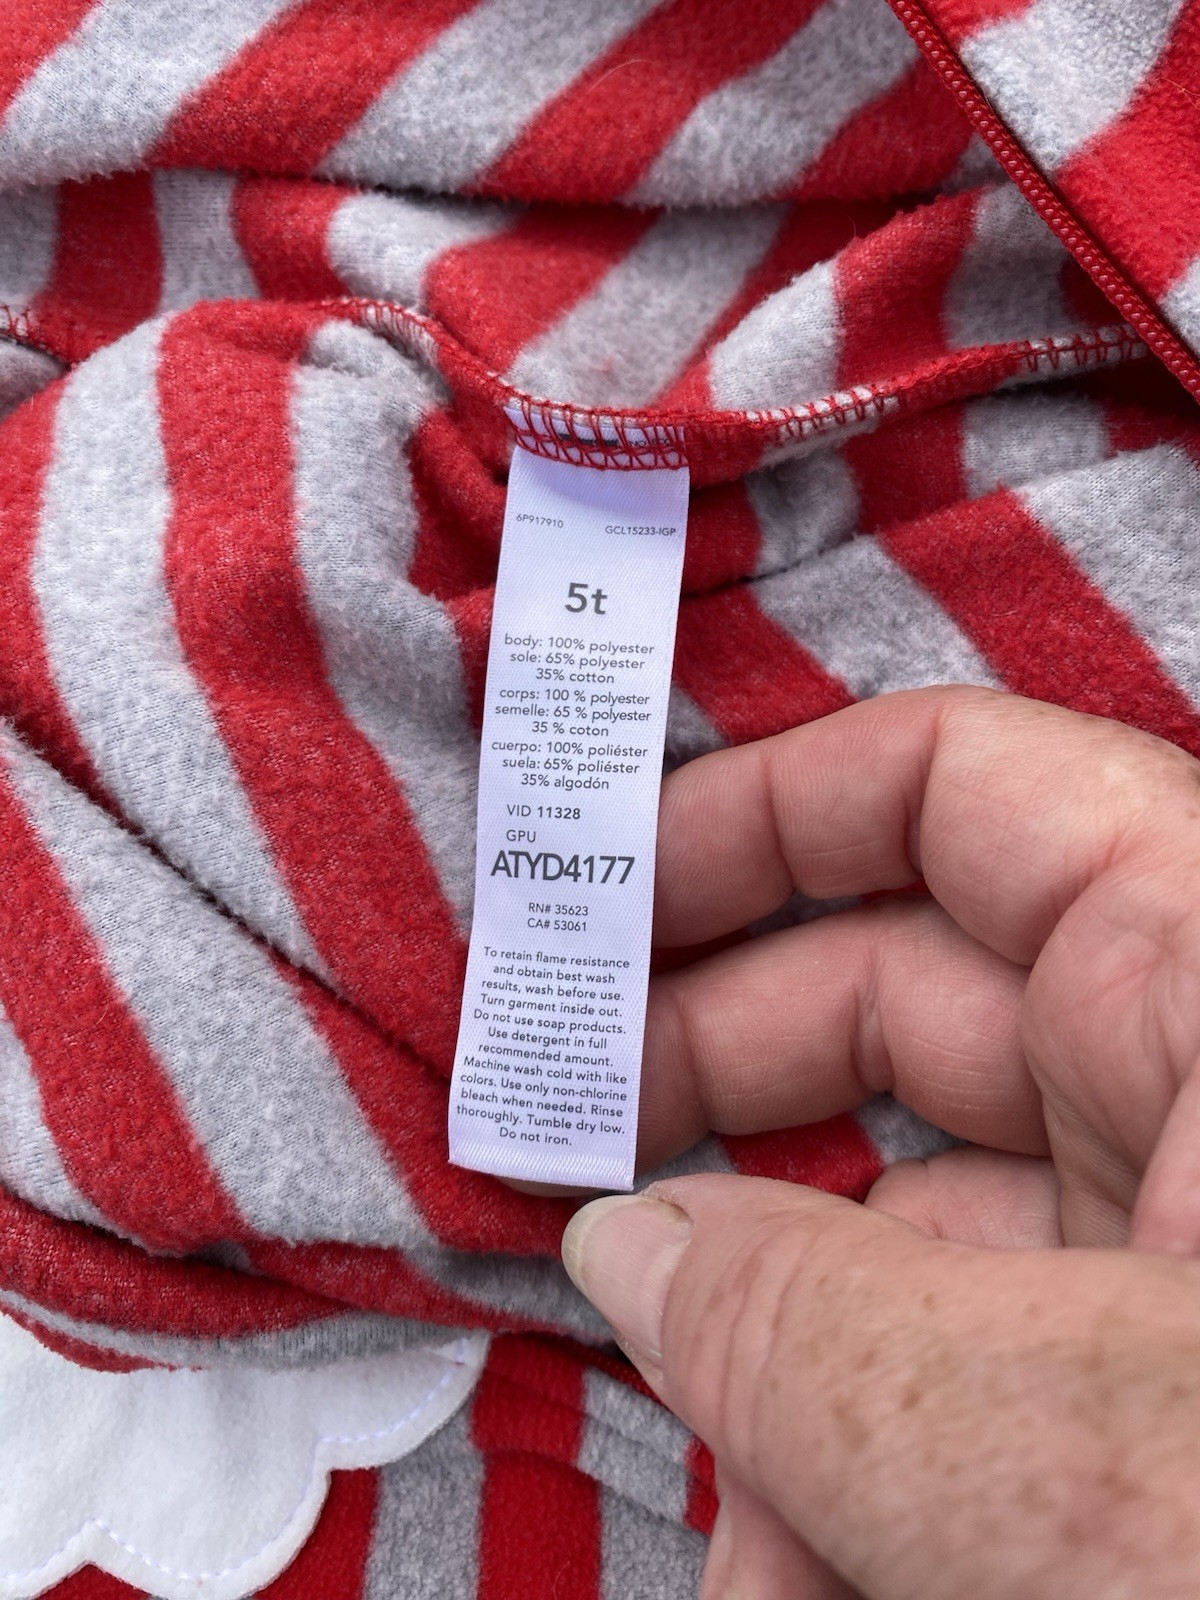 6P917910 GCL15233-IGP
5t
body: 100% polyester
sole: 65% polyester
35% cotton
corps: 100 % polyester
semelle: 65 % polyester
35 % coton
cuerpo: 100% poliéster
suela: 65% poliéster
35% algodón
VID 11328
GPU
ATYD4177
RN# 35623
CA# 53061
To retain flame resistance
and obtain best wash
results, wash before use.
Turn garment inside out.
Do not use soap products.
Use detergent in full
recommended amount.
Machine wash cold with like
colors. Use only non-chlorine
bleach when needed. Rinse
thoroughly. Tumble dry low.
Do not iron.